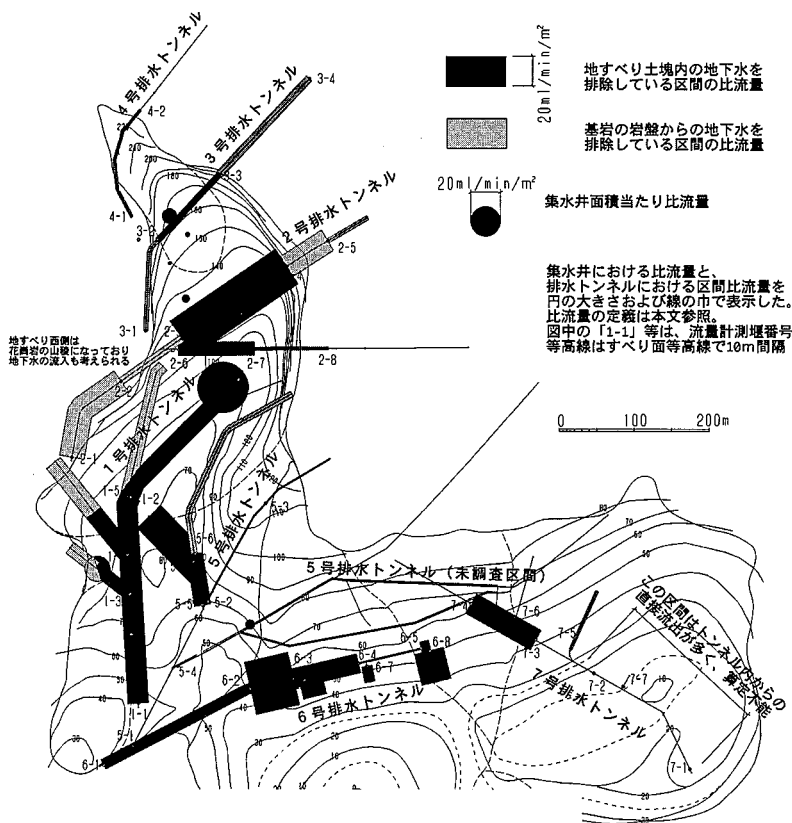 20ml/min/m²
地すべり土塊内の地下水を
排除している区間の比流量
基岩の岩盤からの地下水を
排除している区間の比流量
20ml/min/m²
集水井面積当たり比流量
集水井における比流量と、
排水トンネルにおける区間比流量を
円の大きさおよび線の巾で表示した。
比流量の定義は本文参照。
図中の「1-1」等は、流量計測堰番号
等高線はすべり面等高線で10m間隔
0 100 200m
4号排水トンネル
4-2
3号排水トンネル
3-4
3-3
2号排水トンネル
2-5
4-1
3-2
3-1
地すべり西側は
花崗岩の山稜になっており
地下水の流入も考えられる
2-6
2-7
2-8
2-2
2-1
1号排水トンネル
1-5
1-2
1-3
1-1
5号排水トンネル
5-3
5-6
5-5
5-2
5-4
5-1
5号排水トンネル(未調査区間)
6-1
6-2
6-3
6-4
6-5
6-7
6-8
6号排水トンネル
7-4
7-6
7-3
7-5
7-2
7-7
7-1
7号排水トンネル
この区間はトンネル内からの
直接流出が多く、算定不能